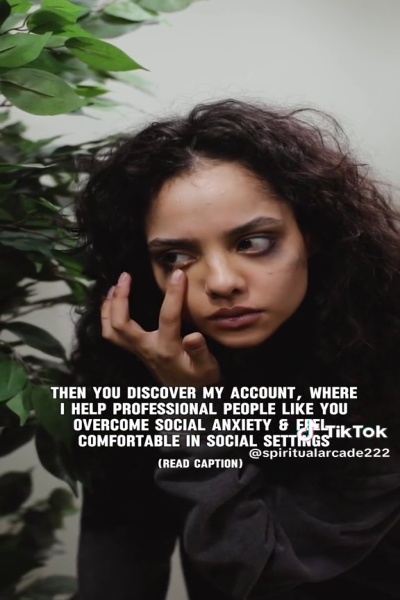 THEN YOU DISCOVER MY ACCOUNT, WHERE
I HELP PROFESSIONAL PEOPLE LIKE YOU
OVERCOME SOCIAL ANXIETY & FEEL
COMFORTABLE IN SOCIAL SETTINGS
TikTok
@spiritualarcade222
(READ CAPTION)